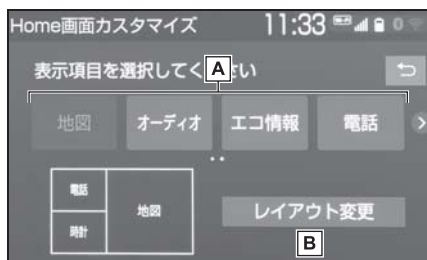 Home画面カスタマイズ 11:33 0
表示項目を選択してください
A
地図 オーディオ エコ情報 電話
電話
地図
時計
レイアウト変更
B